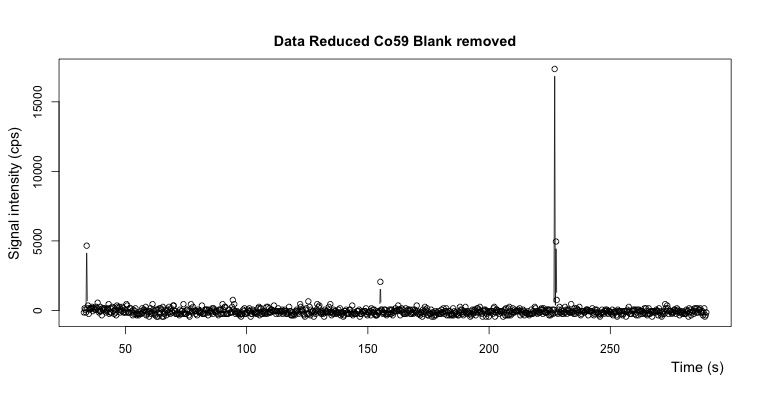 Data Reduced Co59 Blank removed
Signal intensity (cps)
15000
10000
5000
0
50 100 150 200 250
Time (s)